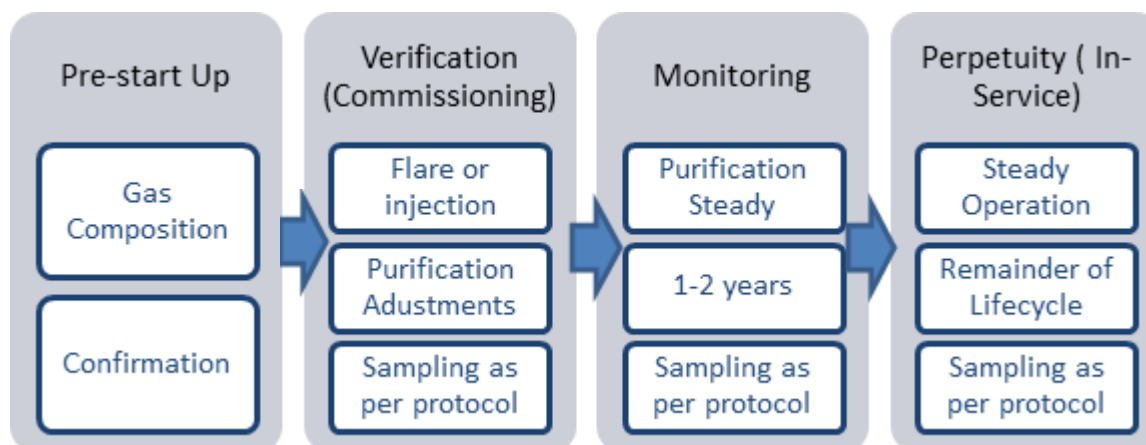 Pre-start Up
Gas
Composition
Confirmation
Verification
(Commissioning)
Flare or
injection
Purification
Adustments
Sampling as
per protocol
Monitoring
Purification
Steady
1-2 years
Sampling as
per protocol
Perpetuity ( In-
Service)
Steady
Operation
Remainder of
Lifecycle
Sampling as
per protocol